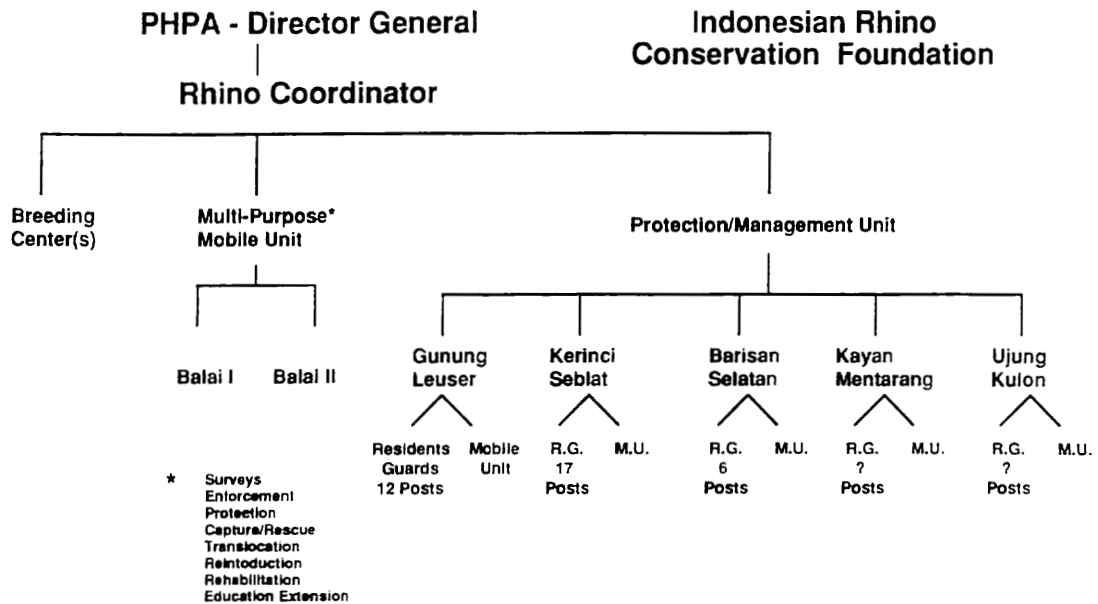 PHPA - Director General
Indonesian Rhino
Conservation Foundation
Rhino Coordinator
Breeding
Center(s)
Multi-Purpose*
Mobile Unit
Protection/Management Unit
Balai I
Balai II
Gunung
Leuser
Kerinci
Seblat
Barisan
Selatan
Kayan
Mentarang
Ujung
Kulon
Residents
Guards
12 Posts
Mobile
Unit
R.G.
17
Posts
M.U.
R.G.
6
Posts
M.U.
R.G.
?
Posts
M.U.
R.G.
?
Posts
M.U.
* Surveys
Enforcement
Protection
Capture/Rescue
Translocation
Reintoduction
Rehabilitation
Education Extension